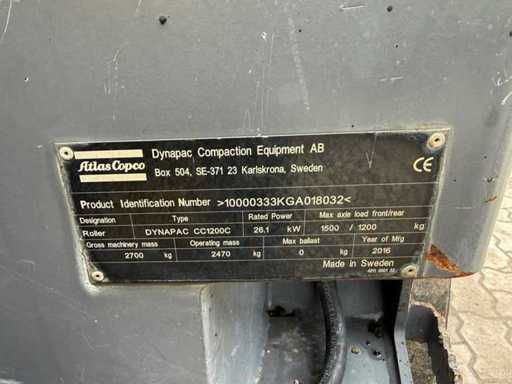 Atlas Copco
Dynapac Compaction Equipment AB
Box 504, SE-371 23 Karlskrona, Sweden
CE
Product Identification Number >10000333KGA018032<
Designation Type Rated Power Max axle load front/rear
Roller DYNAPAC CC1200C 26.1 kW 1500 / 1200 kg
Gross machinery mass Operating mass Max ballast Year of Mfg
2700 kg 2470 kg 0 kg 2016
Made in Sweden